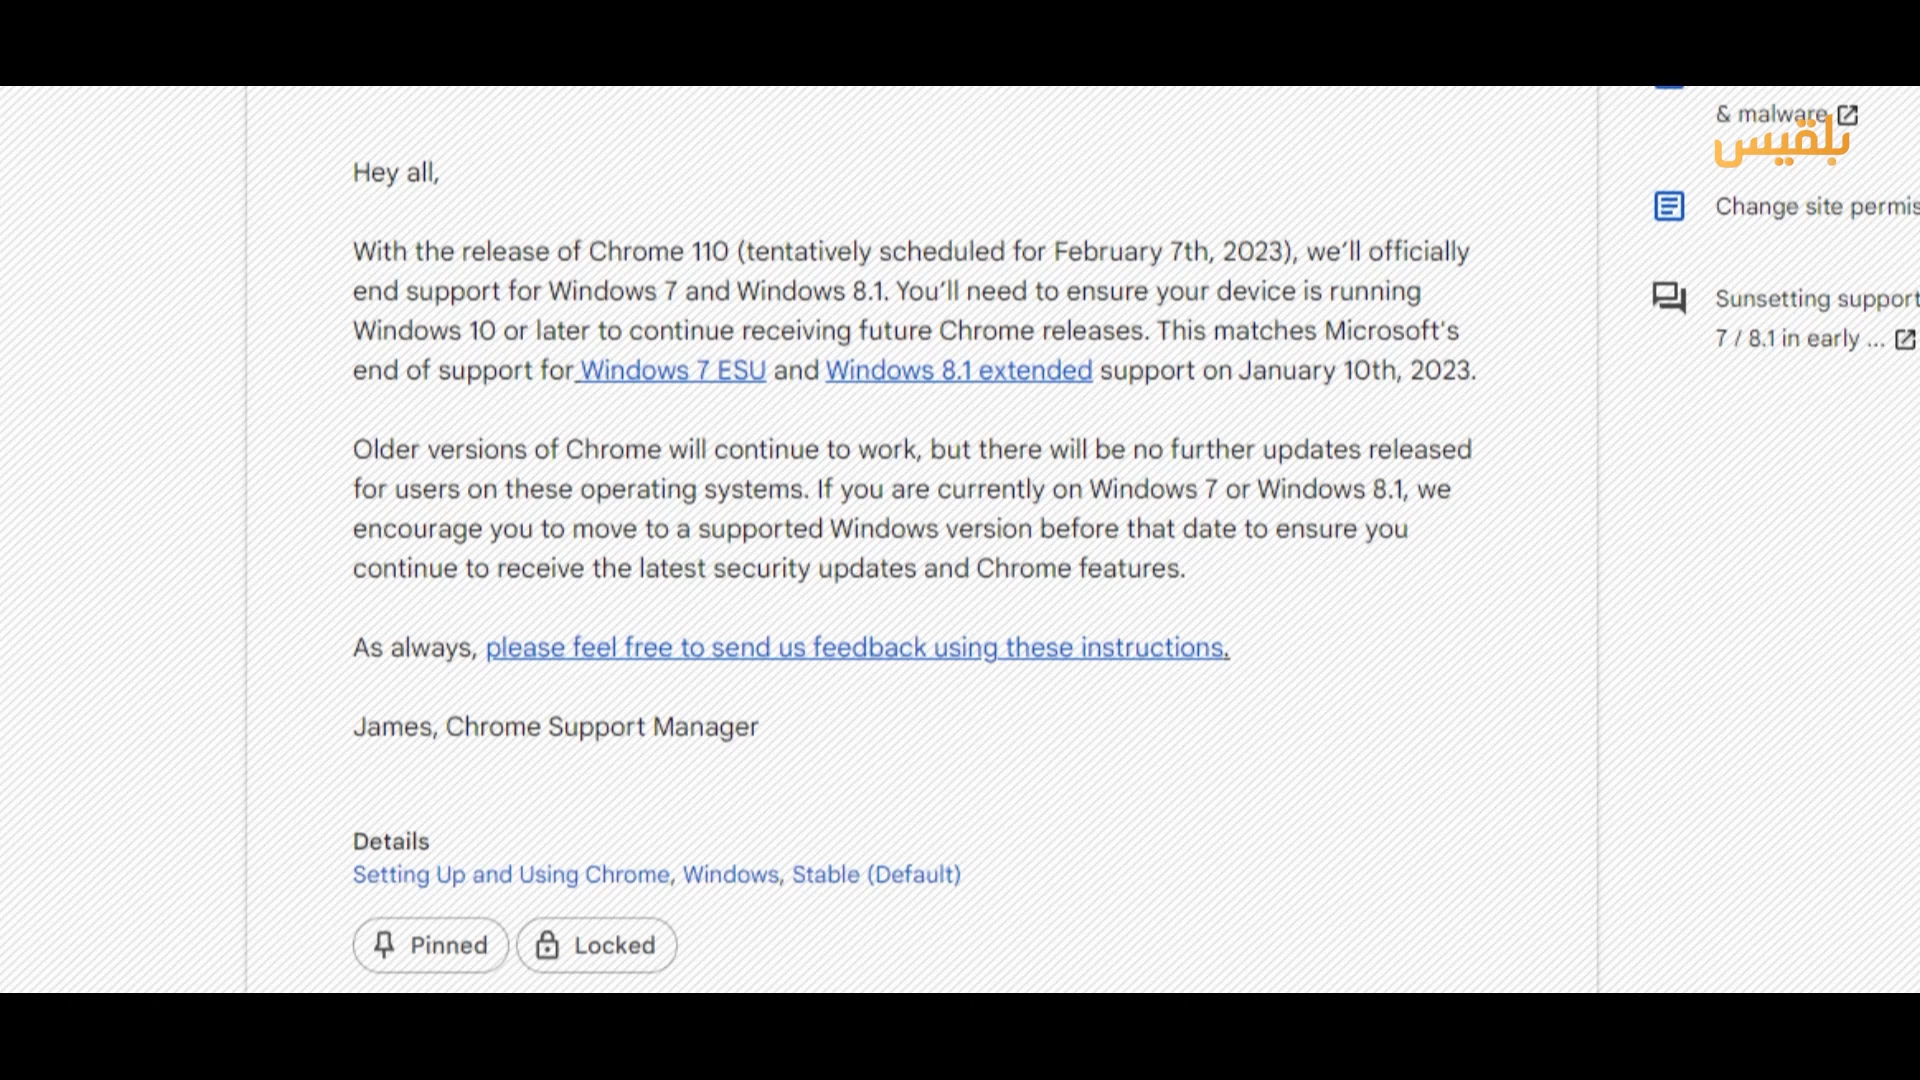 Hey all,
With the release of Chrome 110 (tentatively scheduled for February 7th, 2023), we'll officially
end support for Windows 7 and Windows 8.1. You'll need to ensure your device is running
Windows 10 or later to continue receiving future Chrome releases. This matches Microsoft's
end of support for Windows 7 ESU and Windows 8.1 extended support on January 10th, 2023.
Older versions of Chrome will continue to work, but there will be no further updates released
for users on these operating systems. If you are currently on Windows 7 or Windows 8.1, we
encourage you to move to a supported Windows version before that date to ensure you
continue to receive the latest security updates and Chrome features.
As always, please feel free to send us feedback using these instructions.
James, Chrome Support Manager
Details
Setting Up and Using Chrome, Windows, Stable (Default)
Pinned
Locked
& malware
بلقيس
Change site permis
Sunsetting support
7 / 8.1 in early ...